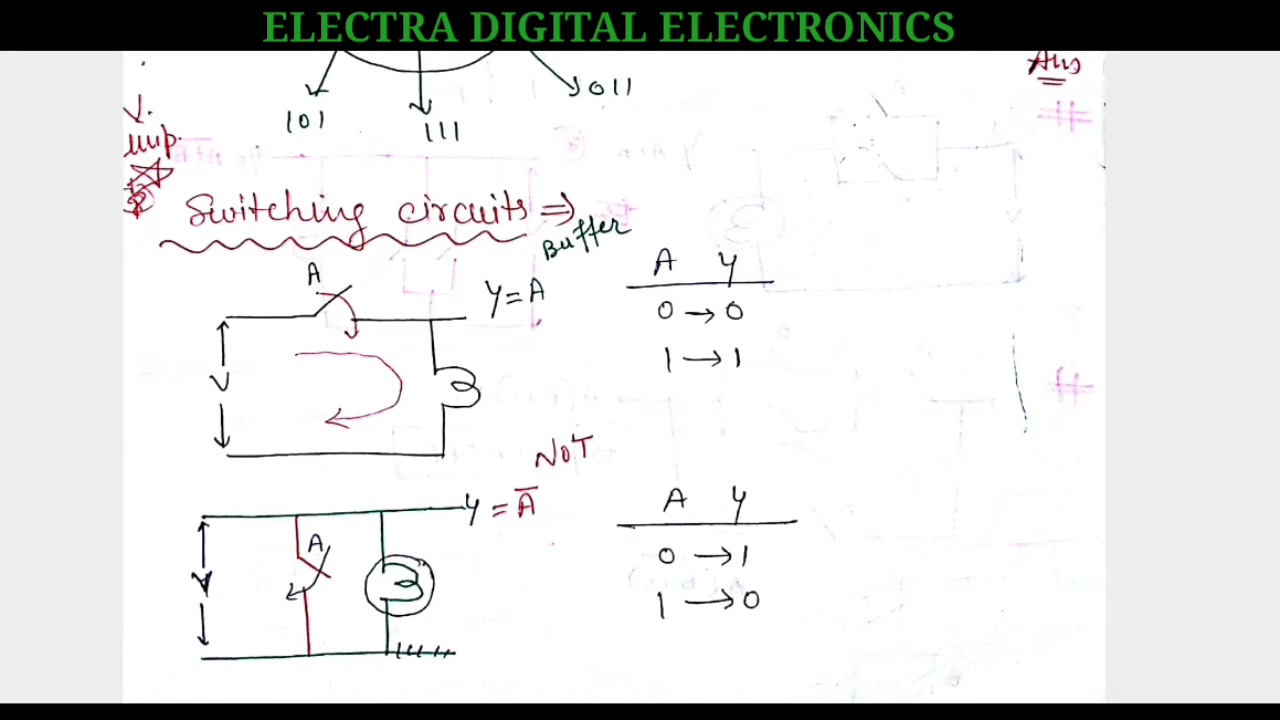 ELECTRA DIGITAL ELECTRONICS
Ans
011
101
111
V.
imp.
Switching circuits ⇒
Buffer
A
Y = A
A Y
0 → 0
1 → 1
V
NOT
Y = A̅
A Y
0 → 1
1 → 0
A
V